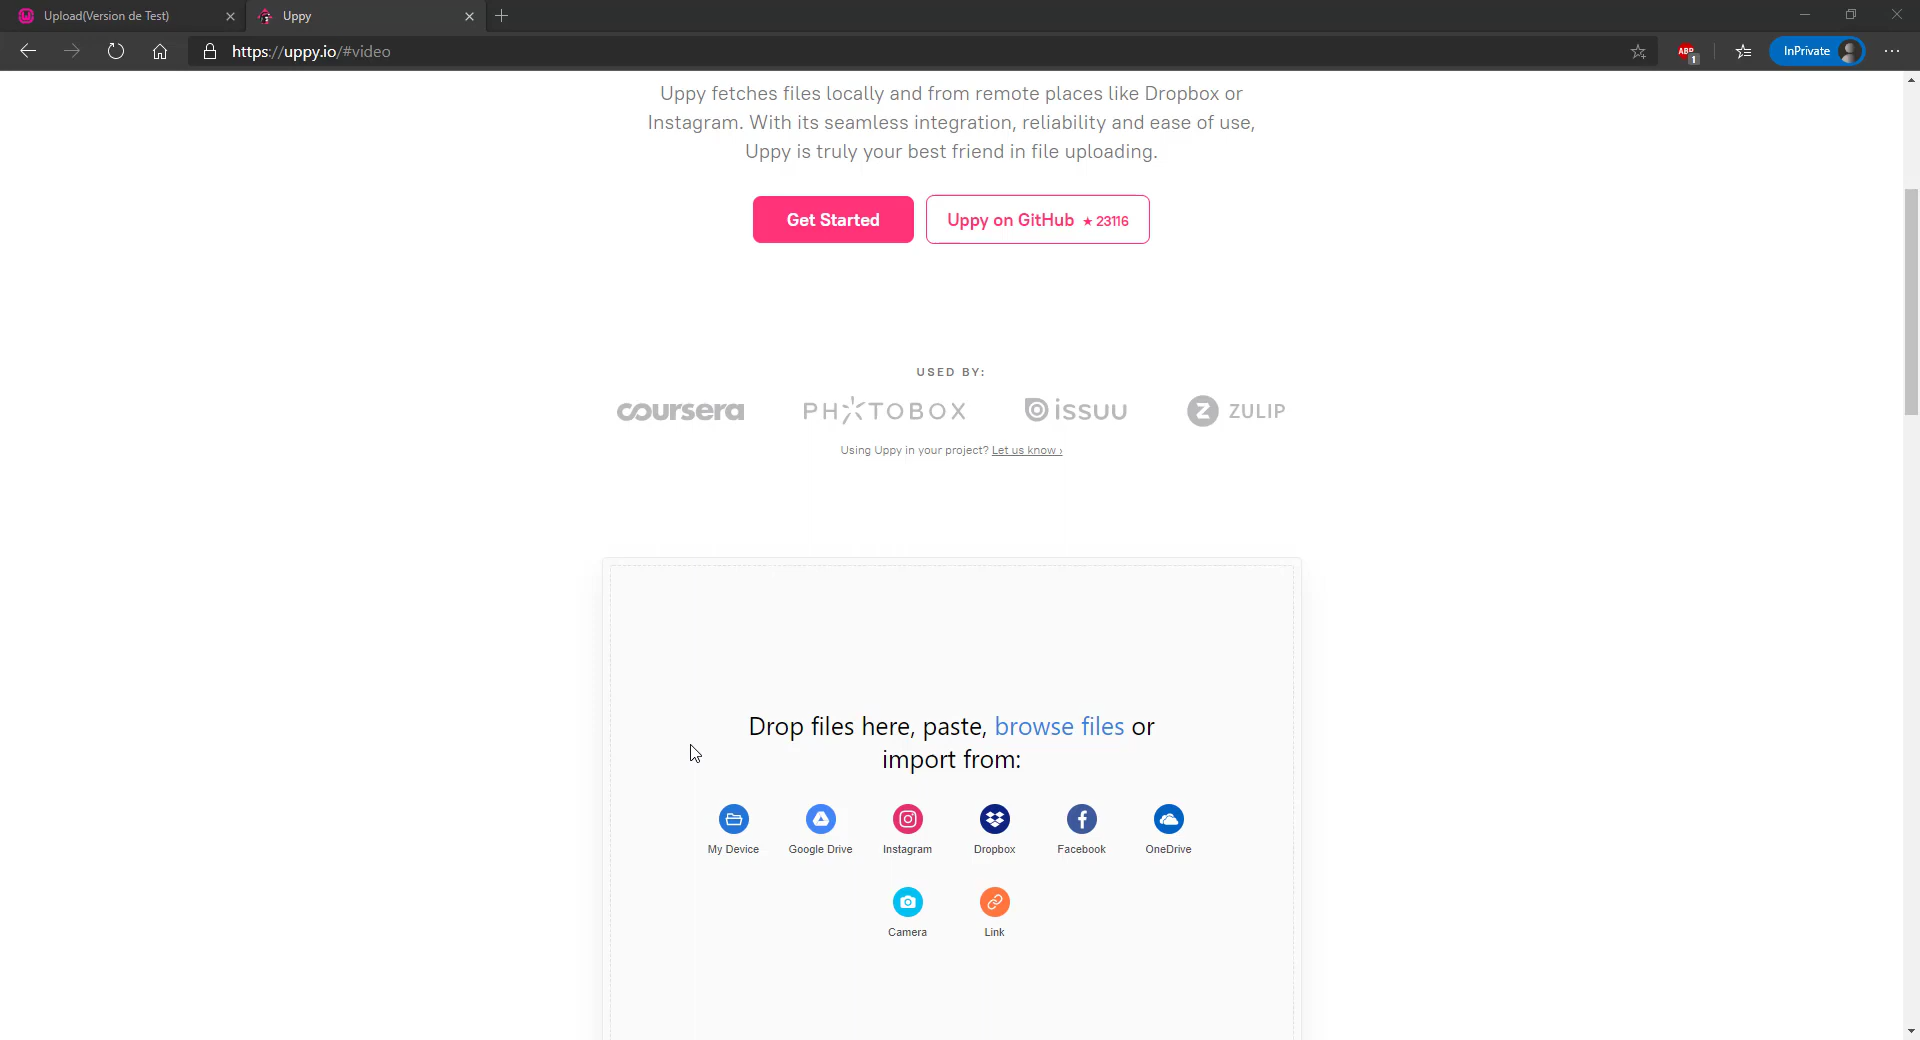 Upload(Version de Test)
Uppy
https://uppy.io/#video
ABP
1
InPrivate
Uppy fetches files locally and from remote places like Dropbox or
Instagram. With its seamless integration, reliability and ease of use,
Uppy is truly your best friend in file uploading.
Get Started
Uppy on GitHub ★ 23116
USED BY:
coursera
PHOTOBOX
issuu
Z ZULIP
Using Uppy in your project? Let us know ›
Drop files here, paste, browse files or
import from:
My Device
Google Drive
Instagram
Dropbox
Facebook
OneDrive
Camera
Link